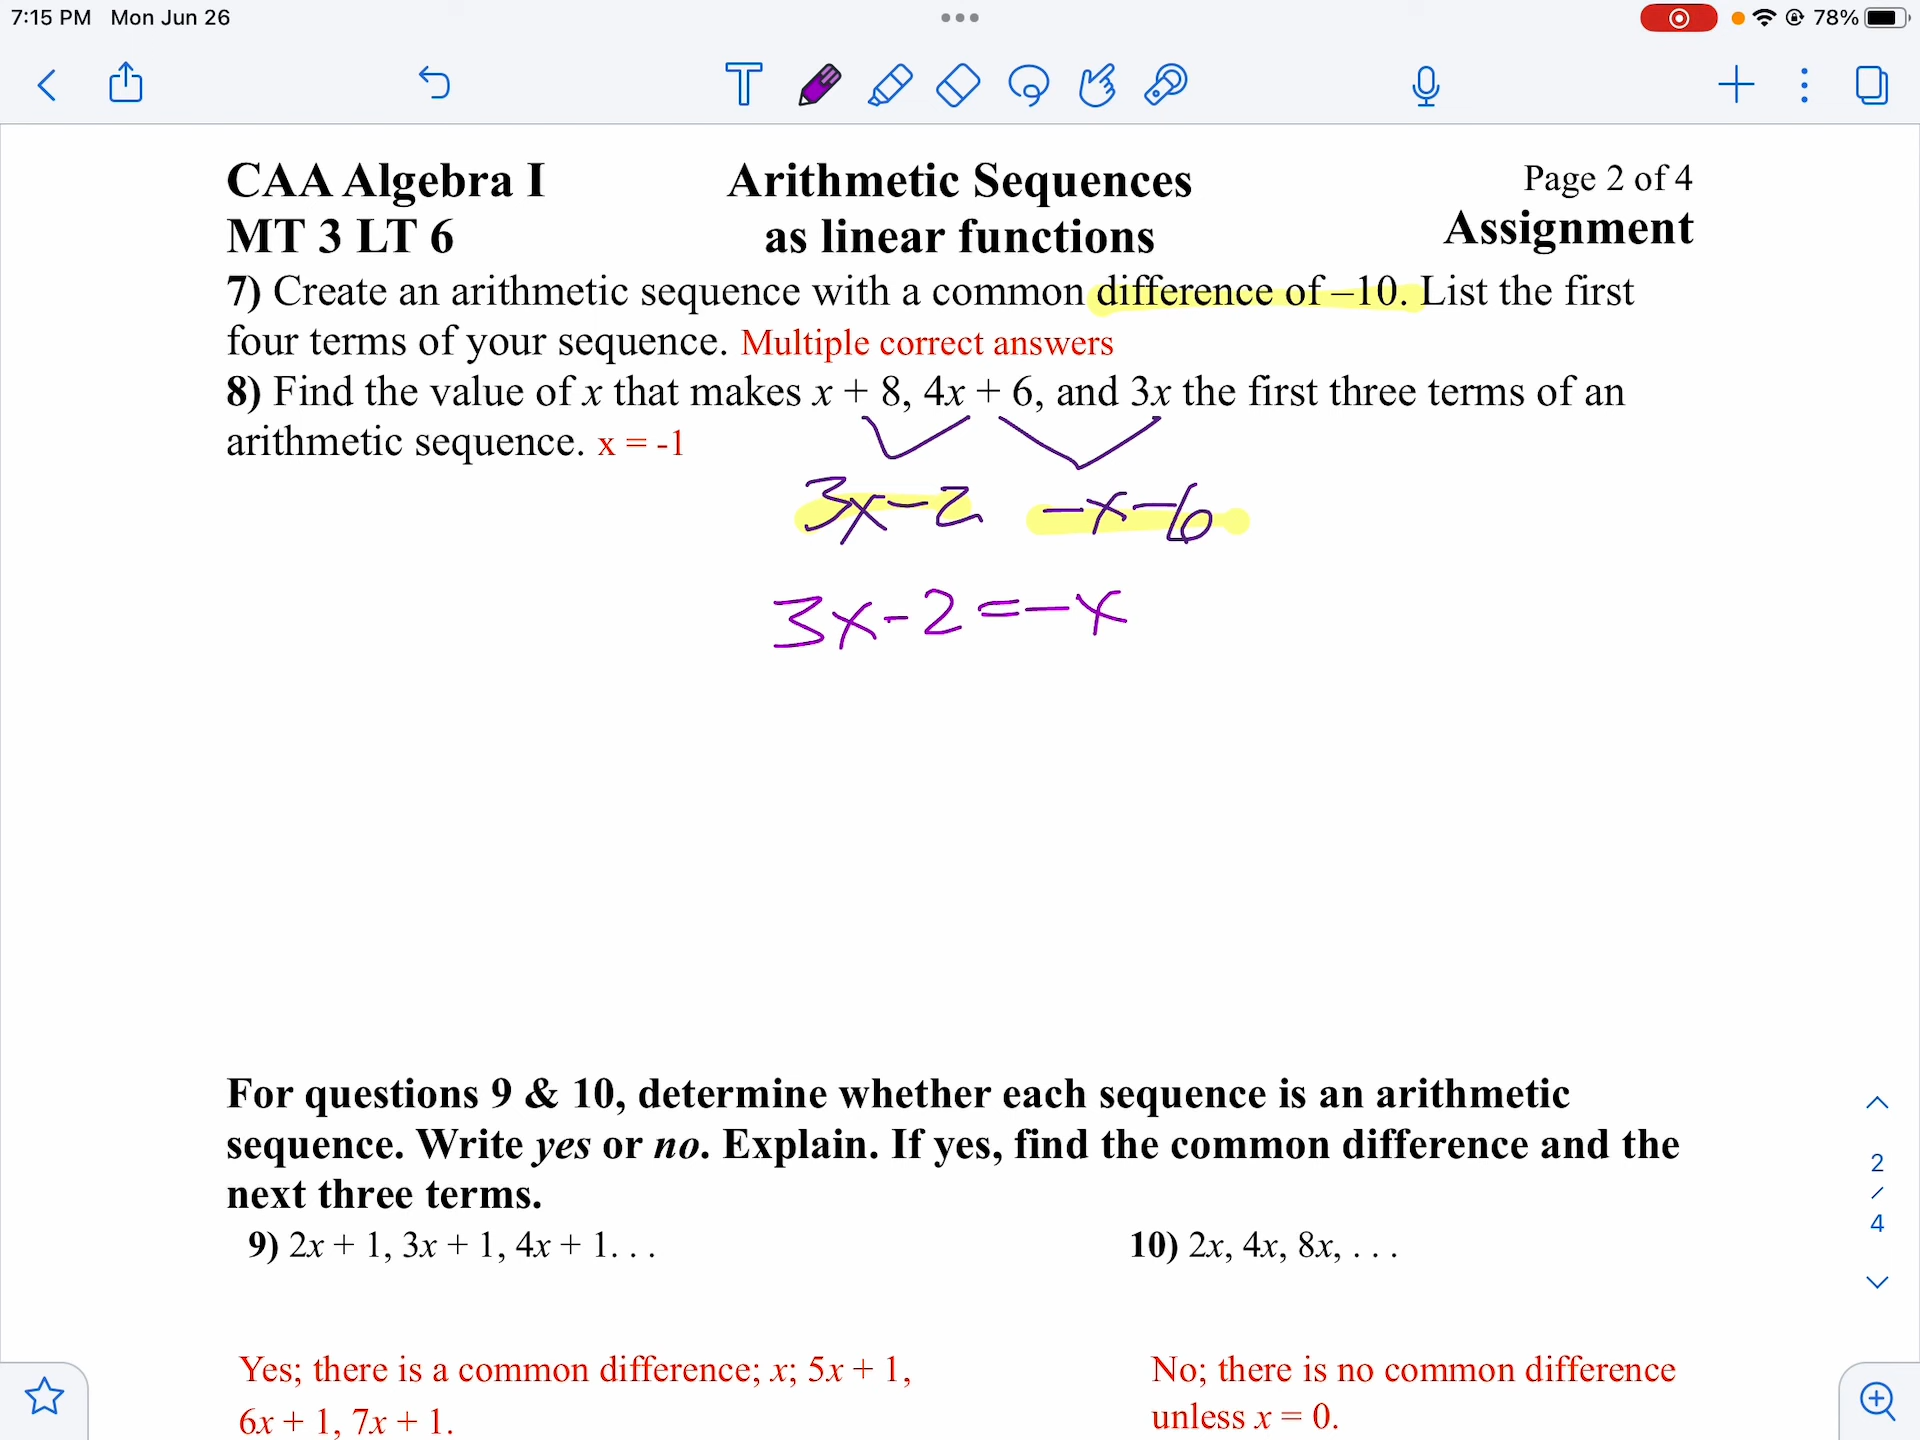 7:15 PM Mon Jun 26
78%
CAA Algebra I
MT 3 LT 6
Arithmetic Sequences
as linear functions
Page 2 of 4
Assignment
7) Create an arithmetic sequence with a common difference of –10. List the first
four terms of your sequence. Multiple correct answers
8) Find the value of x that makes x + 8, 4x + 6, and 3x the first three terms of an
arithmetic sequence. x = -1
3x-2 -x-6
3x-2=-x
For questions 9 & 10, determine whether each sequence is an arithmetic
sequence. Write yes or no. Explain. If yes, find the common difference and the
next three terms.
9) 2x + 1, 3x + 1, 4x + 1. . .
10) 2x, 4x, 8x, . . .
Yes; there is a common difference; x; 5x + 1,
6x + 1, 7x + 1.
No; there is no common difference
unless x = 0.
2
/
4